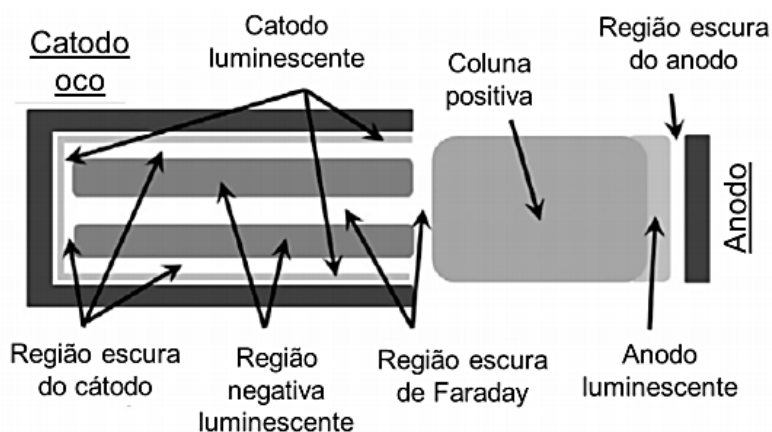 Catodo
oco
Catodo
luminescente
Coluna
positiva
Região escura
do anodo
Anodo
Região escura
do cátodo
Região
negativa
luminescente
Região escura
de Faraday
Anodo
luminescente